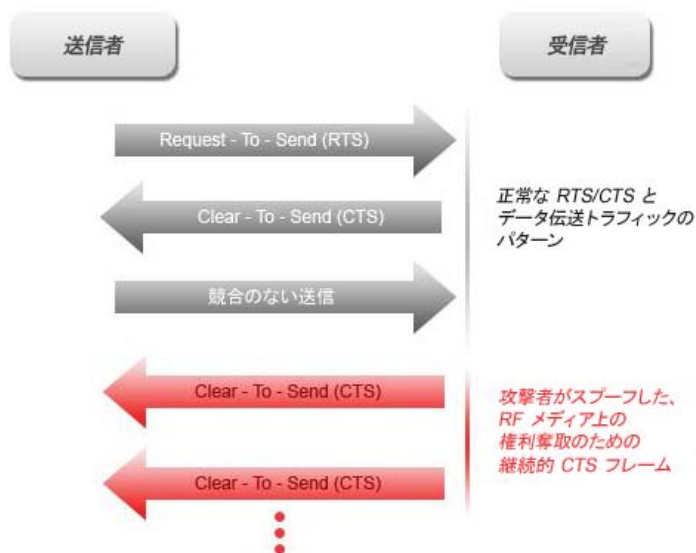 送信者
受信者
Request - To - Send (RTS)
Clear - To - Send (CTS)
正常な RTS/CTS と
データ伝送トラフィックの
パターン
競合のない送信
Clear - To - Send (CTS)
攻撃者がスプーフした、
RF メディア上の
権利奪取のための
継続的 CTS フレーム
Clear - To - Send (CTS)